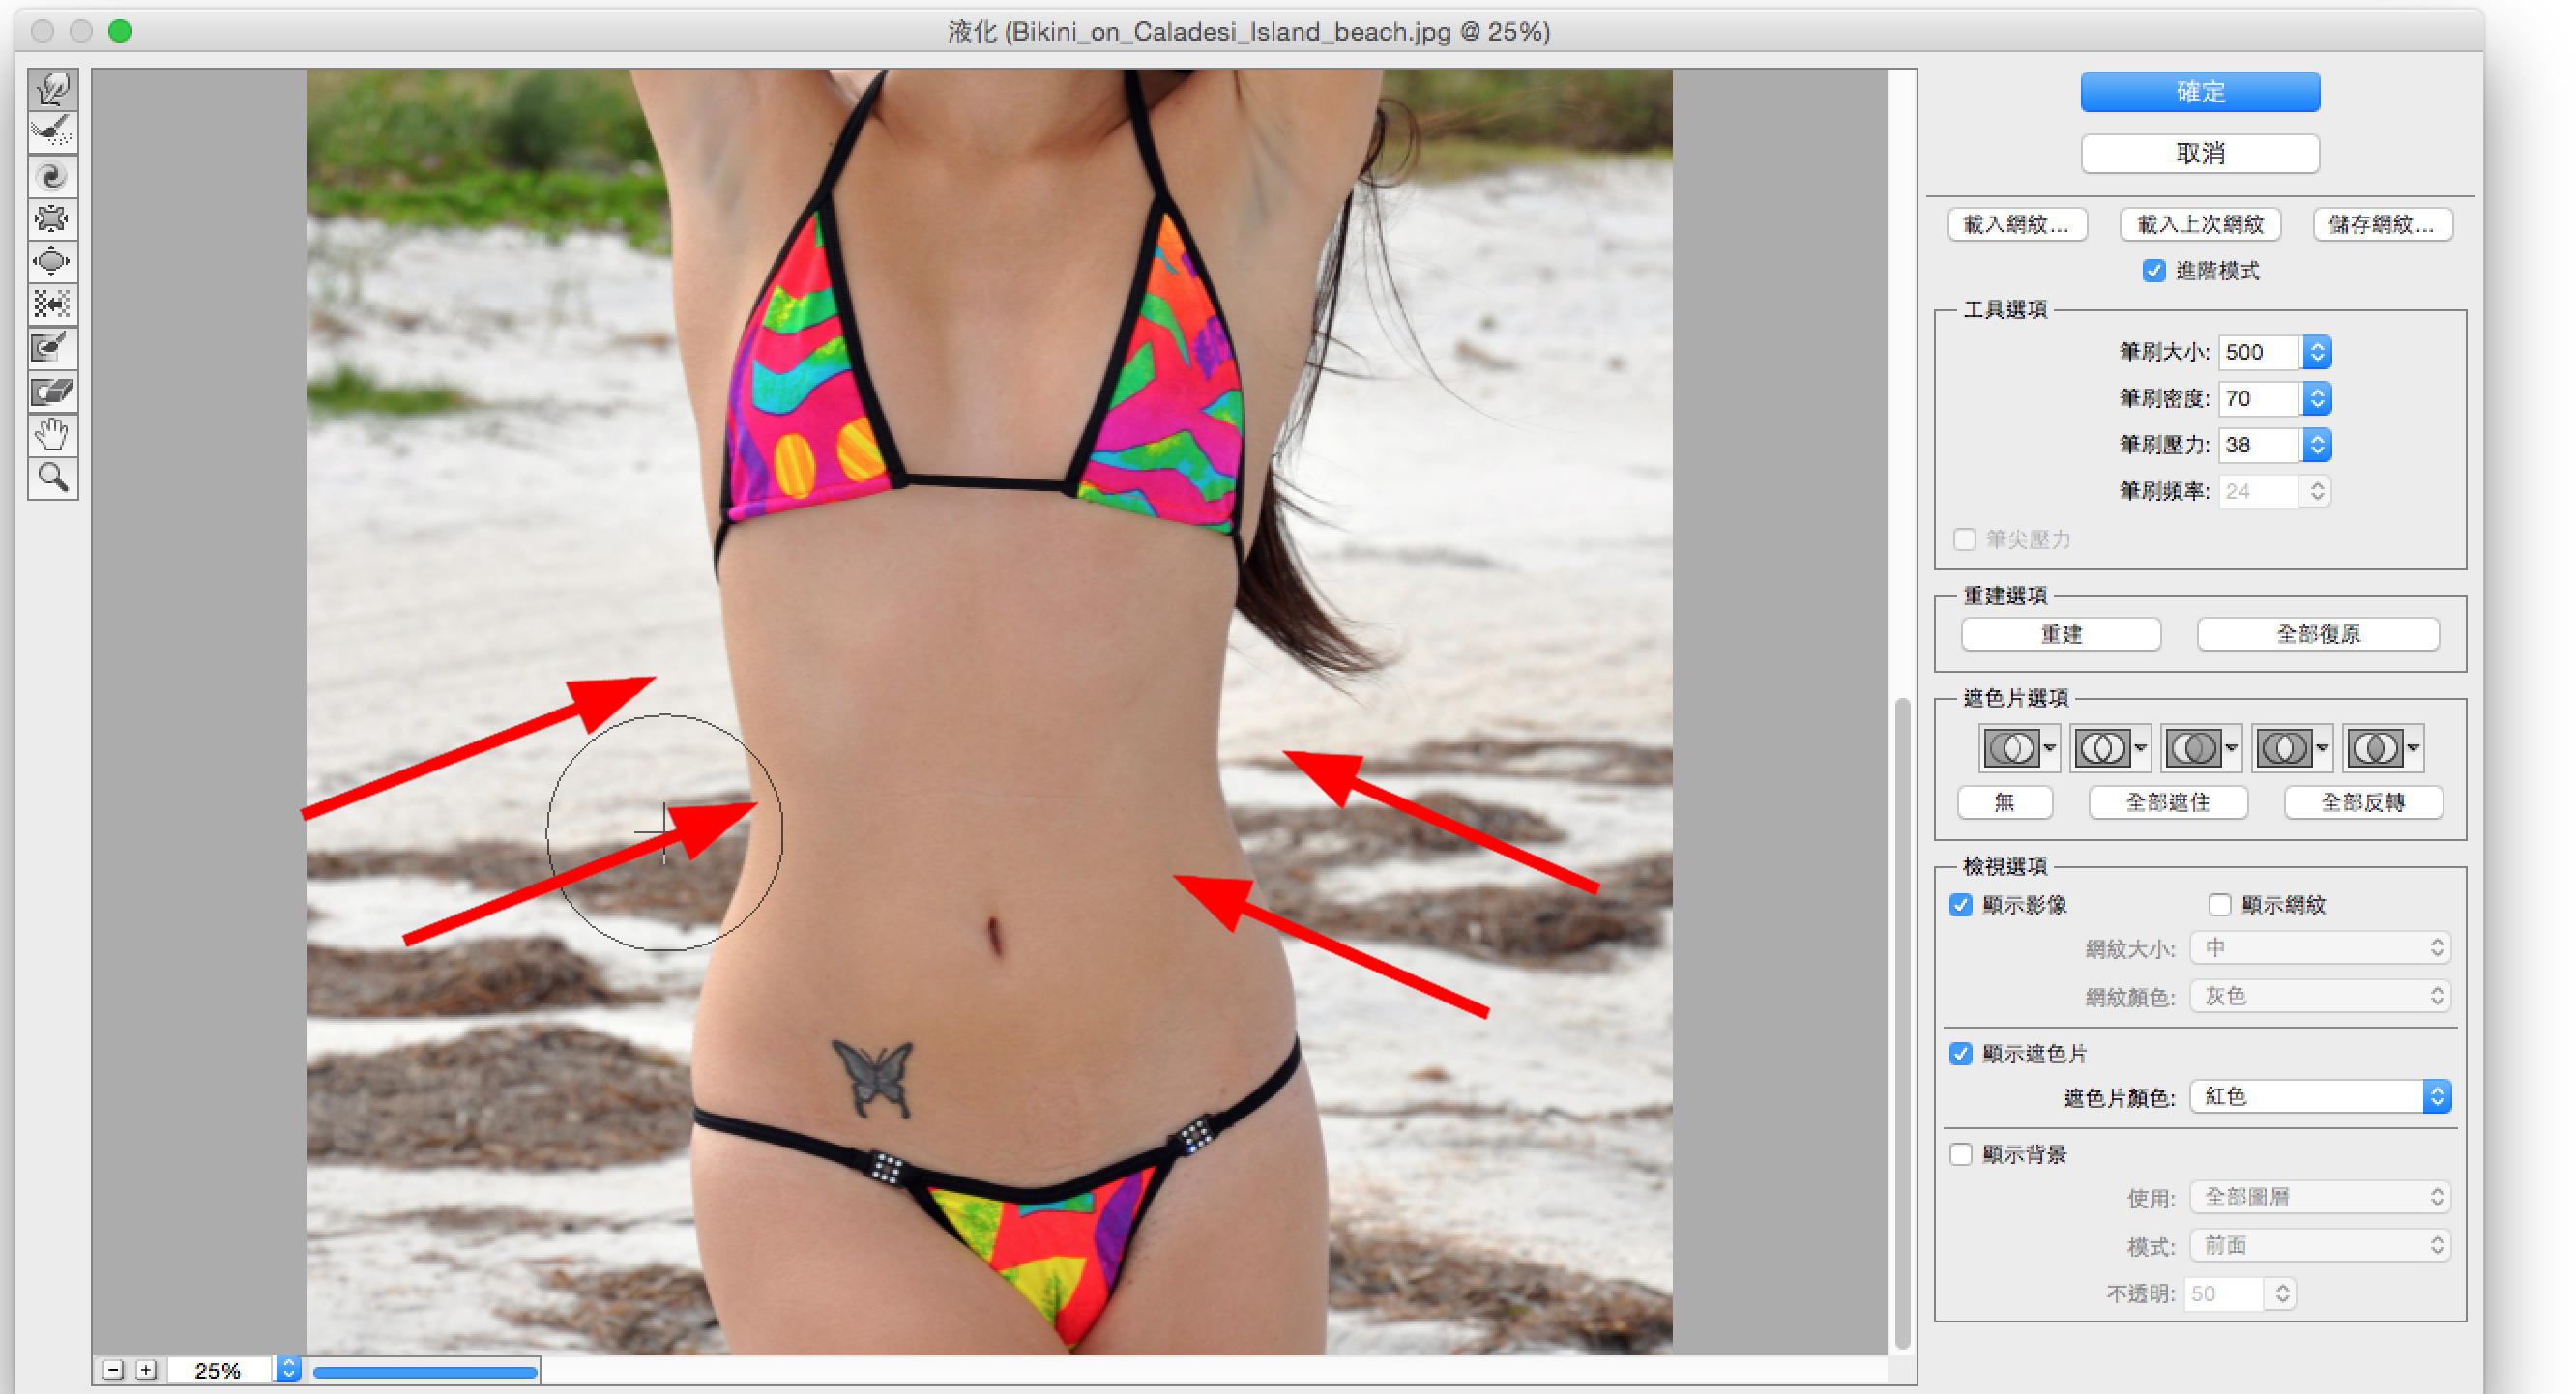 液化 (Bikini_on_Caladesi_Island_beach.jpg @ 25%)
確定
取消
載入網紋... 載入上次網紋 儲存網紋...
進階模式
工具選項
筆刷大小: 500
筆刷密度: 70
筆刷壓力: 38
筆刷頻率: 24
筆尖壓力
重建選項
重建 全部復原
遮色片選項
無 全部遮住 全部反轉
檢視選項
顯示影像 顯示網紋
網紋大小: 中
網紋顏色: 灰色
顯示遮色片
遮色片顏色: 紅色
顯示背景
使用: 全部圖層
模式: 前面
不透明: 50
25%